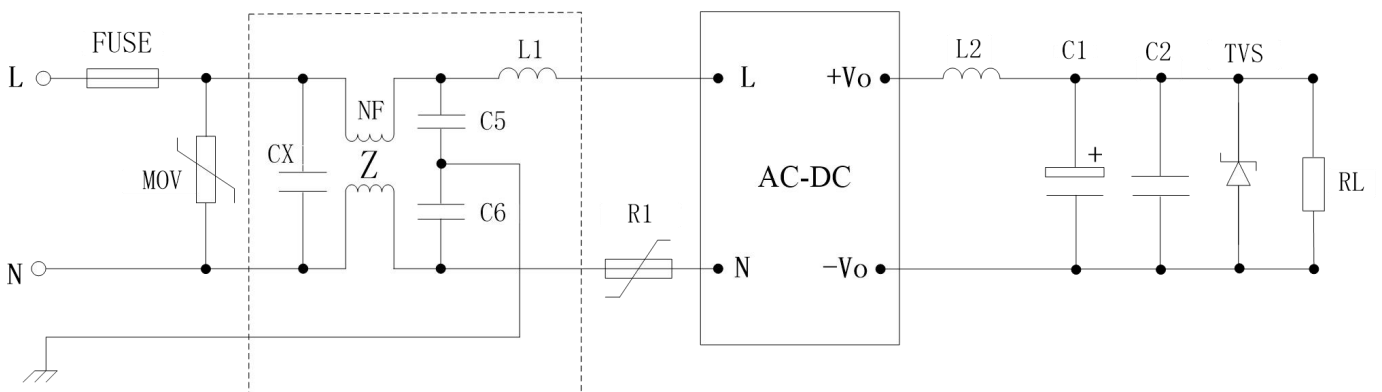 FUSE
L1
L2
C1
C2
TVS
L
L
+Vo
NF
C5
CX
Z
MOV
AC-DC
+
RL
C6
R1
N
N
-Vo